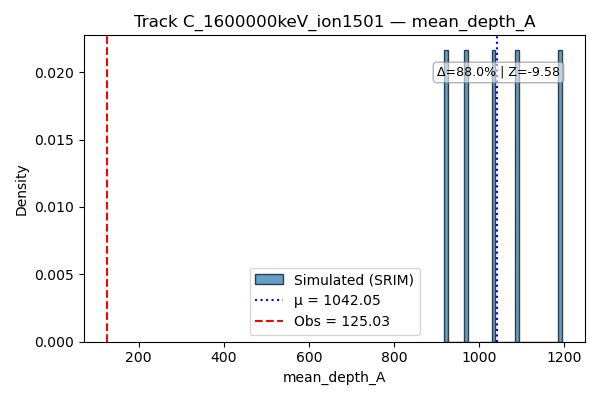 Track C_1600000keV_ion1501 — mean_depth_A
Density
0.020
0.015
0.010
0.005
0.000
Δ=88.0% | Z=-9.58
Simulated (SRIM)
μ = 1042.05
Obs = 125.03
200 400 600 800 1000 1200
mean_depth_A